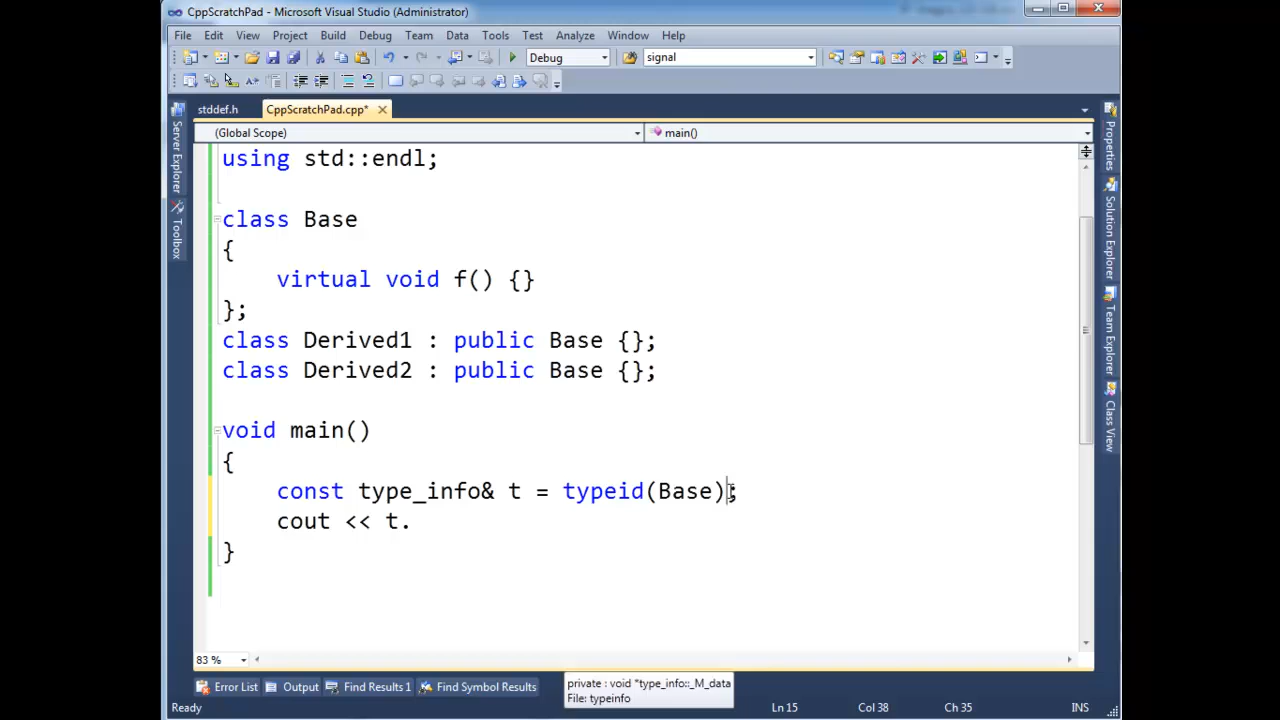 CppScratchPad - Microsoft Visual Studio (Administrator)
File Edit View Project Build Debug Team Data Tools Test Analyze Window Help
Debug signal
stddef.h CppScratchPad.cpp*
(Global Scope) main()
Server Explorer
Toolbox
using std::endl;
class Base
{
virtual void f() {}
};
class Derived1 : public Base {};
class Derived2 : public Base {};
void main()
{
const type_info& t = typeid(Base);
cout << t.
}
Properties
Solution Explorer
Team Explorer
Class View
83 %
Error List Output Find Results 1 Find Symbol Results
private : void *type_info::_M_data
File: typeinfo
Ready Ln 15 Col 38 Ch 35 INS